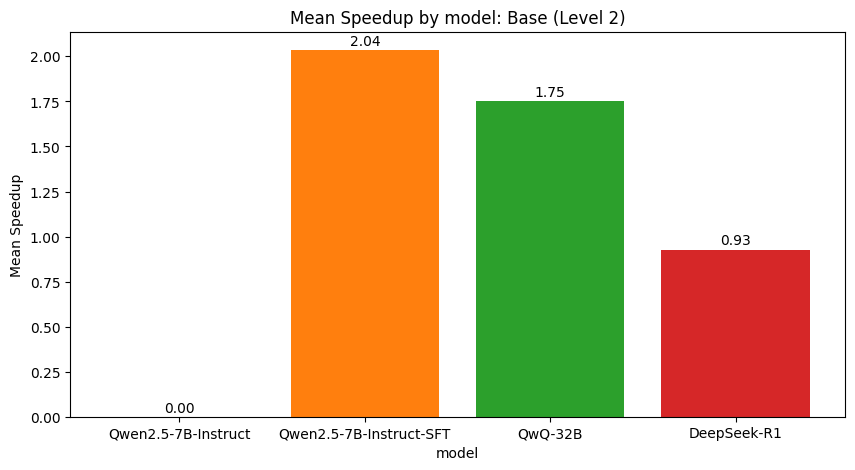 Mean Speedup by model: Base (Level 2)
2.04
2.00
1.75
1.75
1.50
1.25
1.00
0.93
0.75
0.50
0.25
0.00
0.00
Mean Speedup
Qwen2.5-7B-Instruct
Qwen2.5-7B-Instruct-SFT
QwQ-32B
DeepSeek-R1
model